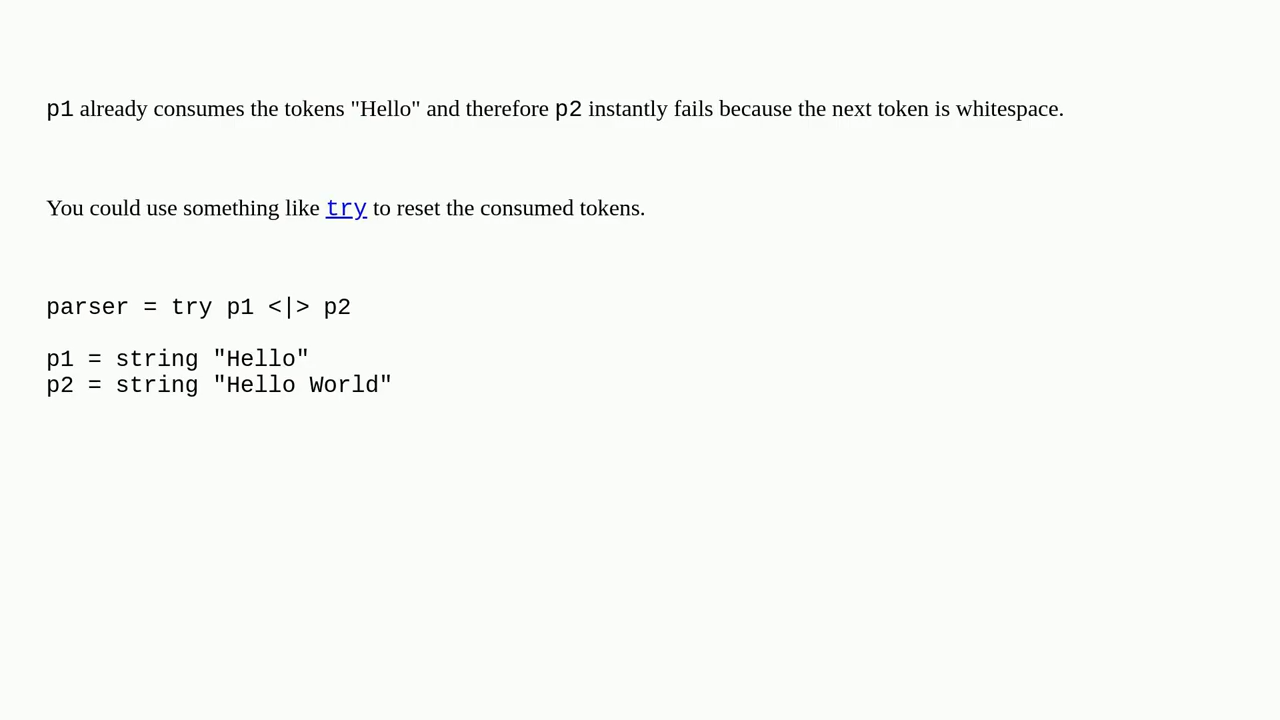 p1 already consumes the tokens "Hello" and therefore p2 instantly fails because the next token is whitespace.
You could use something like try to reset the consumed tokens.
parser = try p1 <|> p2
p1 = string "Hello"
p2 = string "Hello World"